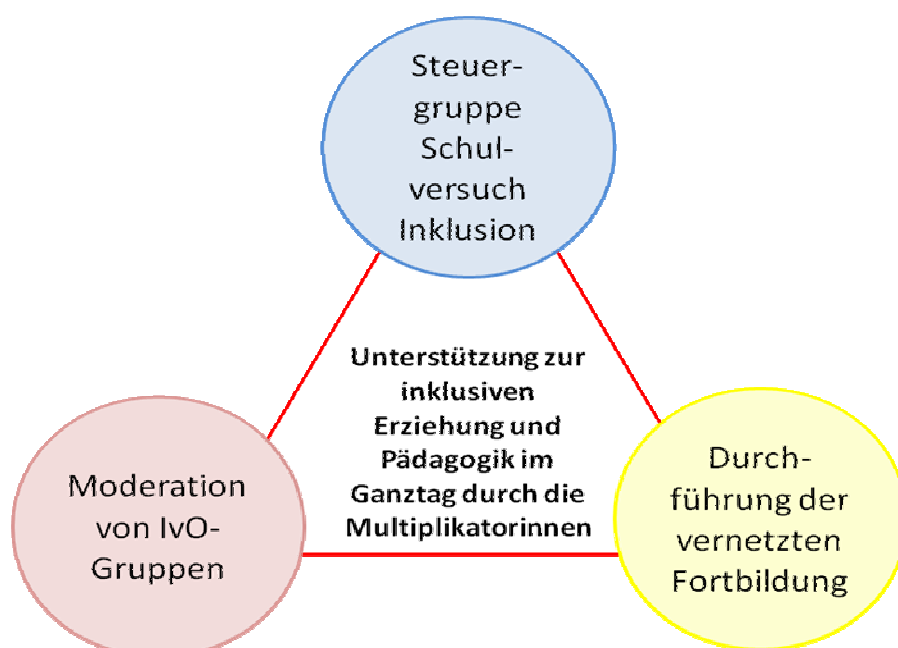 Steuer-
gruppe
Schul-
versuch
Inklusion
Unterstützung zur
inklusiven
Erziehung und
Pädagogik im
Ganztag durch die
Multiplikatorinnen
Moderation
von IvO-
Gruppen
Durch-
führung der
vernetzten
Fortbildung